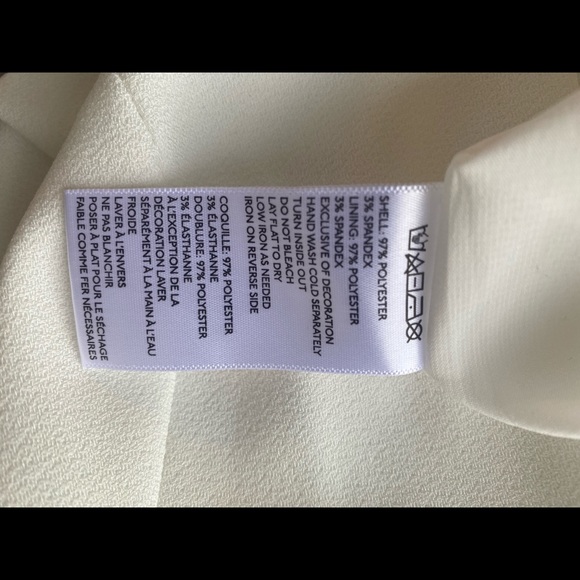 SHELL: 97% POLYESTER
3% SPANDEX
LINING: 97% POLYESTER
3% SPANDEX
EXCLUSIVE OF DECORATION
HAND WASH COLD SEPARATELY
TURN INSIDE OUT
DO NOT BLEACH
LAY FLAT TO DRY
LOW IRON AS NEEDED
IRON ON REVERSE SIDE
COQUILLE: 97% POLYESTER
3% ÉLASTHANNE
DOUBLURE: 97% POLYESTER
3% ÉLASTHANNE
À L'EXCEPTION DE LA
DÉCORATION LAVER
SÉPARÉMENT À LA MAIN À L'EAU
FROIDE
LAVER À L'ENVERS
NE PAS BLANCHIR
POSER À PLAT POUR LE SÉCHAGE
FAIBLE COMME FER NÉCESSAIRES